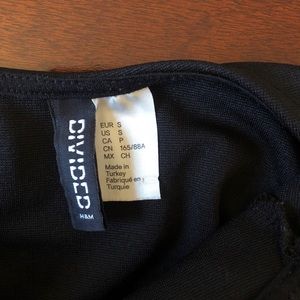 DIVIDED
H&M
EUR S
US S
CA P
CN 165/88A
MX CH
Made in
Turkey
Fabriqué en
Turquie